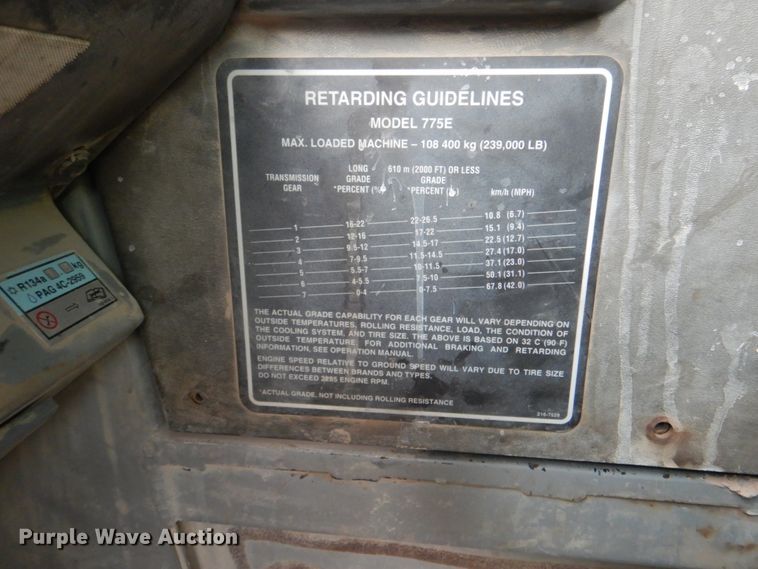 RETARDING GUIDELINES
MODEL 775E
MAX. LOADED MACHINE – 108 400 kg (239,000 LB)
TRANSMISSION GEAR LONG GRADE *PERCENT (%) 610 m (2000 FT) OR LESS GRADE *PERCENT (%) km/h (MPH)
1 16-22 22-26.5 10.8 (6.7)
2 12-16 17-22 15.1 (9.4)
3 9.5-12 14.5-17 22.5 (12.7)
4 7-9.5 11.5-14.5 27.4 (17.0)
5 5.5-7 10-11.5 37.1 (23.0)
6 4-5.5 7.5-10 50.1 (31.1)
7 0-4 0-7.5 67.8 (42.0)
THE ACTUAL GRADE CAPABILITY FOR EACH GEAR WILL VARY DEPENDING ON
OUTSIDE TEMPERATURES, ROLLING RESISTANCE, LOAD, THE CONDITION OF
THE COOLING SYSTEM, AND TIRE SIZE. THE ABOVE IS BASED ON 32 C (90 F)
OUTSIDE TEMPERATURE FOR ADDITIONAL BRAKING AND RETARDING
INFORMATION, SEE OPERATION MANUAL.
ENGINE SPEED RELATIVE TO GROUND SPEED WILL VARY DUE TO TIRE SIZE
DIFFERENCES BETWEEN BRANDS AND TYPES.
DO NOT EXCEED ENGINE RPM.
*ACTUAL GRADE, NOT INCLUDING ROLLING RESISTANCE
R134a kg
PAG 4C-2959
Purple Wave Auction